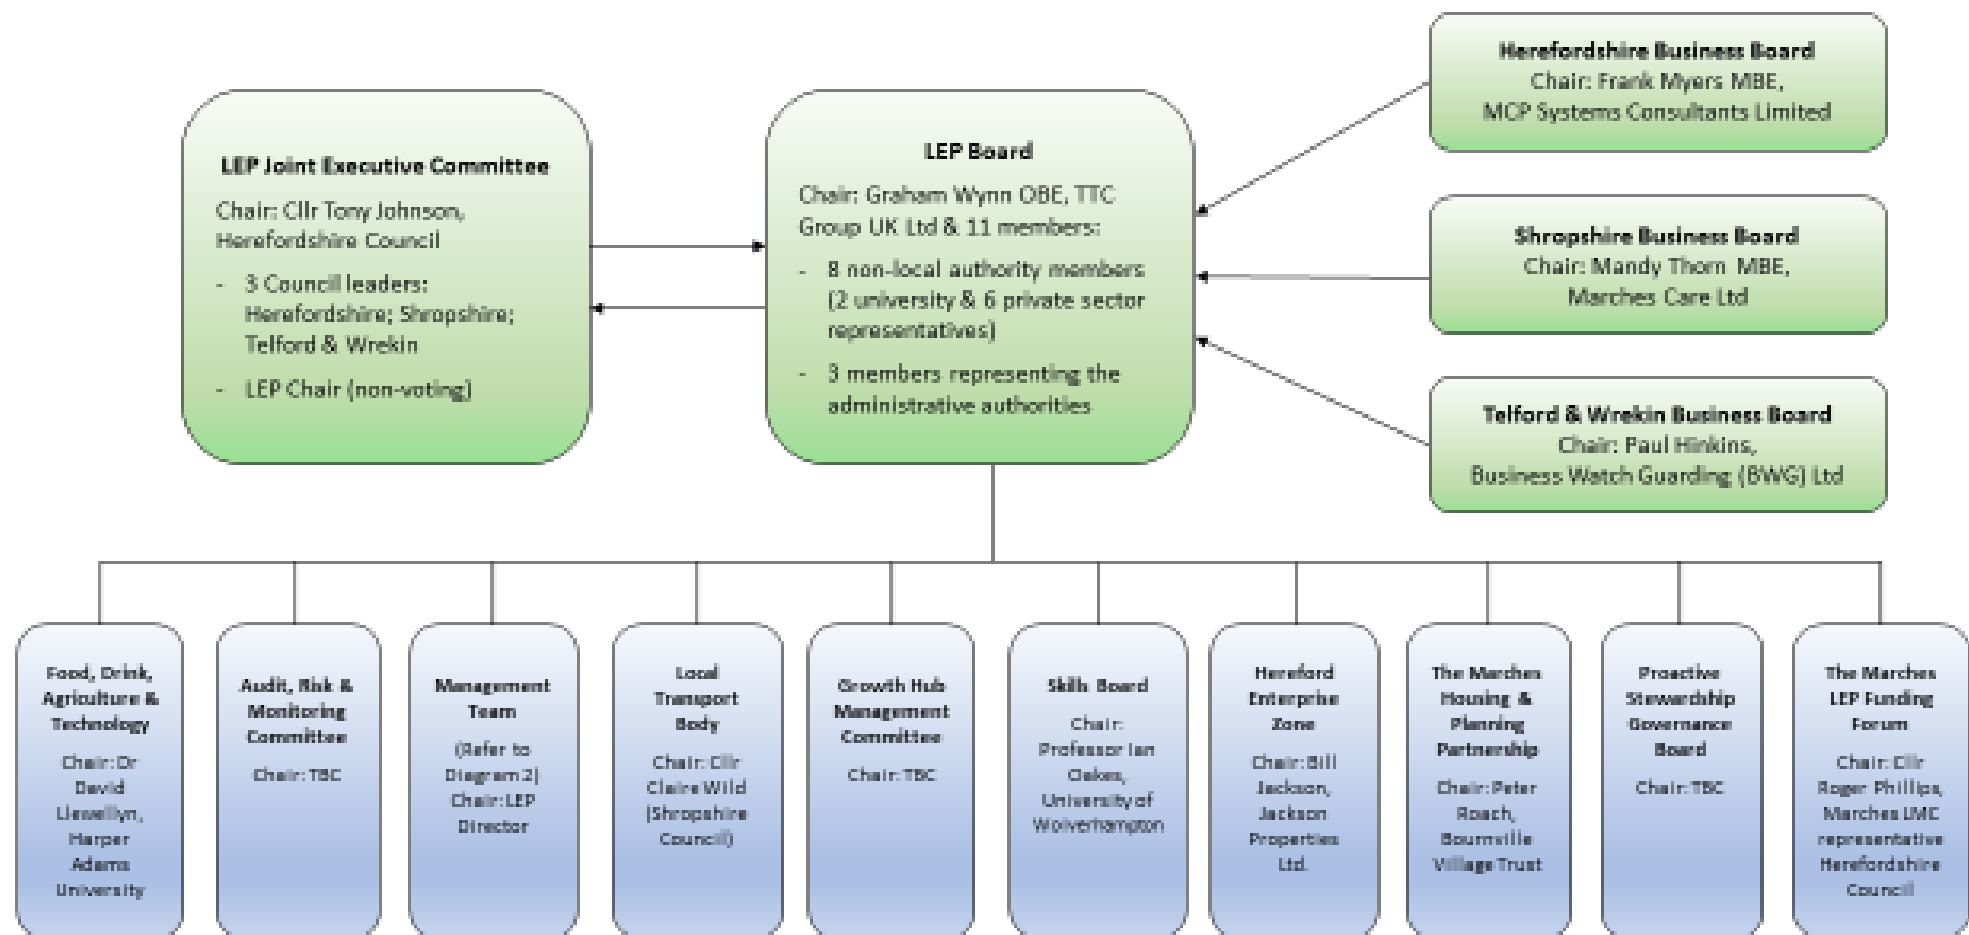 Herefordshire Business Board
Chair: Frank Myers MBE,
MCP Systems Consultants Limited
LEP Joint Executive Committee
Chair: Cllr Tony Johnson,
Herefordshire Council
- 3 Council leaders:
Herefordshire; Shropshire;
Telford & Wrekin
- LEP Chair (non-voting)
LEP Board
Chair: Graham Wynn OBE, TTC
Group UK Ltd & 11 members:
- 8 non-local authority members
(2 university & 6 private sector
representatives)
- 3 members representing the
administrative authorities
Shropshire Business Board
Chair: Mandy Thorn MBE,
Marches Care Ltd
Telford & Wrekin Business Board
Chair: Paul Hinkins,
Business Watch Guarding (BWG) Ltd
Food, Drink,
Agriculture &
Technology
Chair: Dr
David
Llewellyn,
Harper
Adams
University
Audit, Risk &
Monitoring
Committee
Chair: TBC
Management
Team
(Refer to
Diagram 2)
Chair: LEP
Director
Local
Transport
Body
Chair: Cllr
Claire Wild
(Shropshire
Council)
Growth Hub
Management
Committee
Chair: TBC
Skills Board
Chair:
Professor Ian
Oakes,
University of
Wolverhampton
Hereford
Enterprise
Zone
Chair: Bill
Jackson,
Jackson
Properties
Ltd.
The Marches
Housing &
Planning
Partnership
Chair: Peter
Roach,
Bournville
Village Trust
Proactive
Stewardship
Governance
Board
Chair: TBC
The Marches
LEP Funding
Forum
Chair: Cllr
Roger Phillips,
Marches LMC
representative
Herefordshire
Council